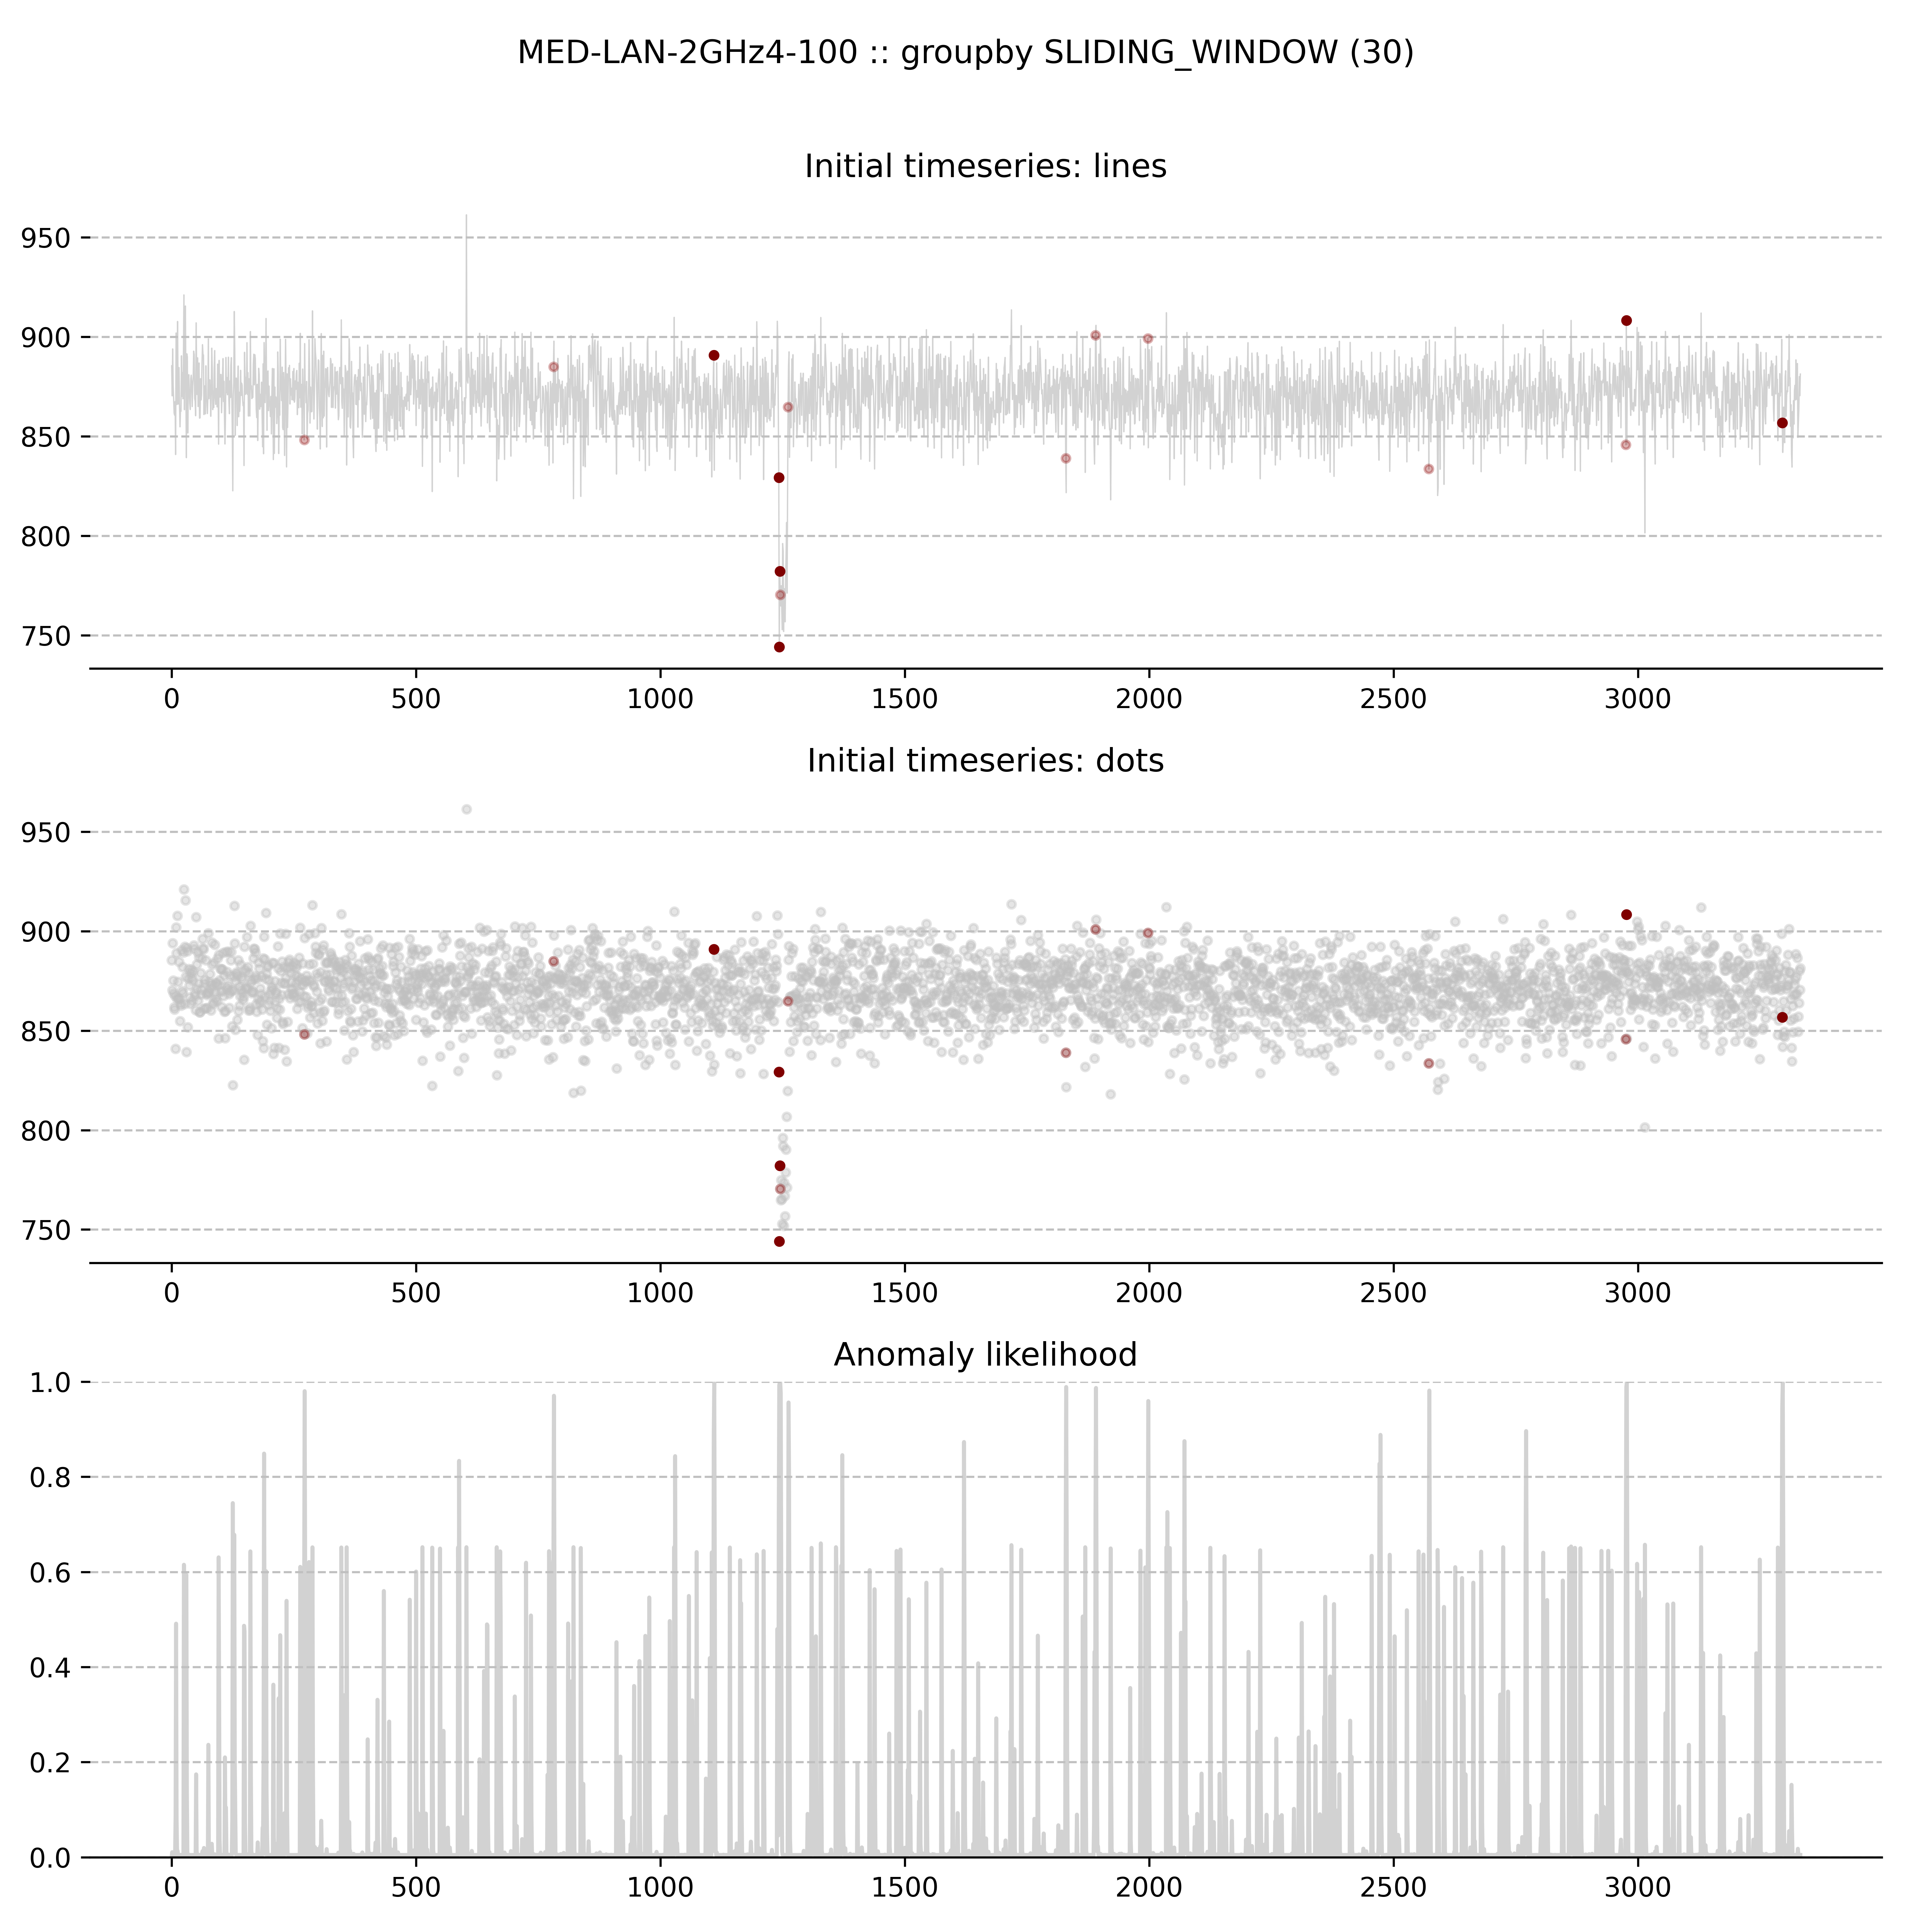 MED-LAN-2GHz4-100 :: groupby SLIDING_WINDOW (30)
Initial timeseries: lines
950
900
850
800
750
0 500 1000 1500 2000 2500 3000
Initial timeseries: dots
950
900
850
800
750
0 500 1000 1500 2000 2500 3000
Anomaly likelihood
1.0
0.8
0.6
0.4
0.2
0.0
0 500 1000 1500 2000 2500 3000